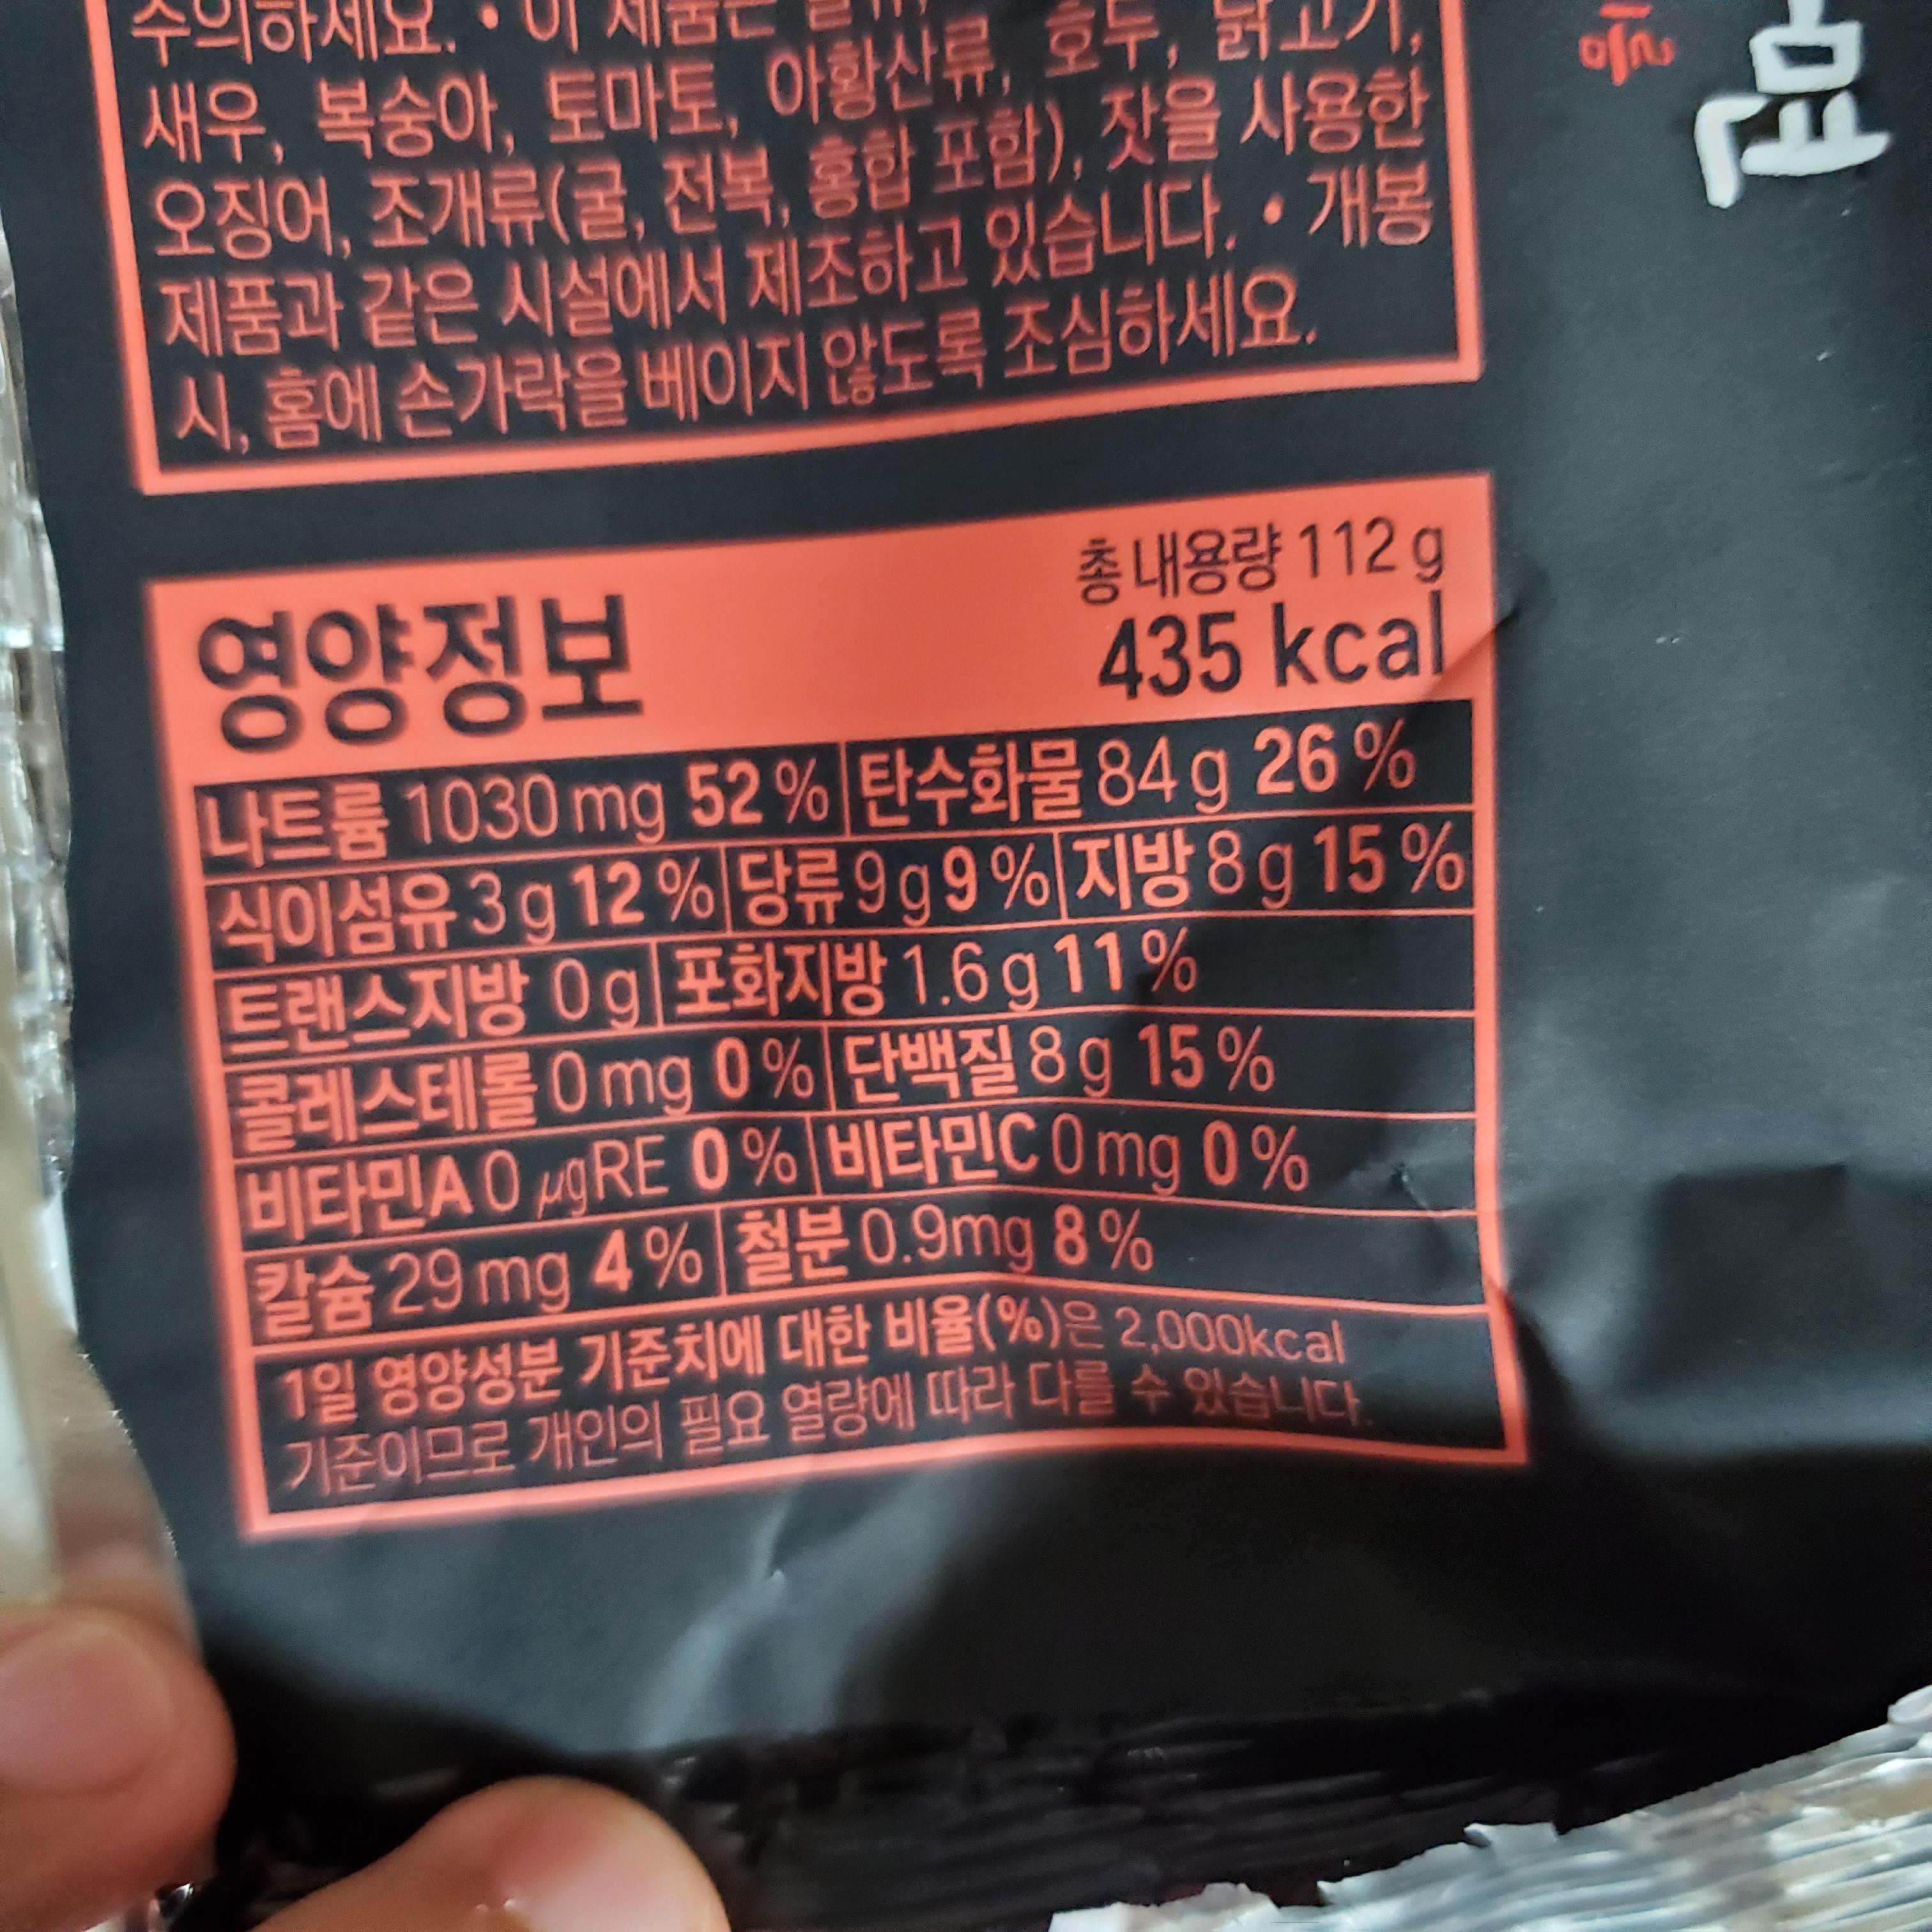 주의하세요. • 이 제품은
새우, 복숭아, 토마토, 아황산류, 호두, 닭고기,
오징어, 조개류(굴, 전복, 홍합 포함), 잣을 사용한
제품과 같은 시설에서 제조하고 있습니다. • 개봉
시, 홈에 손가락을 베이지 않도록 조심하세요.
영양정보
총 내용량 112 g
435 kcal
나트륨 1030 mg 52 % 탄수화물 84 g 26 %
식이섬유 3 g 12 % 당류 9 g 9 % 지방 8 g 15 %
트랜스지방 0 g 포화지방 1.6 g 11 %
콜레스테롤 0 mg 0 % 단백질 8 g 15 %
비타민A 0 μgRE 0 % 비타민C 0 mg 0 %
칼슘 29 mg 4 % 철분 0.9mg 8 %
1일 영양성분 기준치에 대한 비율(%)은 2,000kcal
기준이므로 개인의 필요 열량에 따라 다를 수 있습니다.